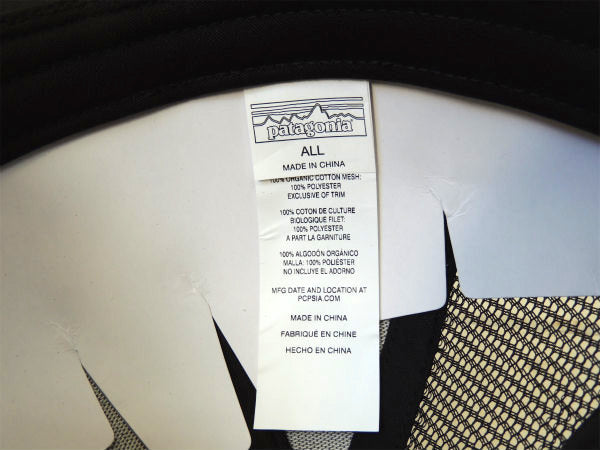 patagonia
ALL
MADE IN CHINA
100% ORGANIC COTTON MESH:
100% POLYESTER
EXCLUSIVE OF TRIM
100% COTON DE CULTURE
BIOLOGIQUE FILET:
100% POLYESTER
A PART LA GARNITURE
100% ALGODÓN ORGÁNICO
MALLA: 100% POLIÉSTER
NO INCLUYE EL ADORNO
MFG DATE AND LOCATION AT
PCPSIA.COM
MADE IN CHINA
FABRIQUÉ EN CHINE
HECHO EN CHINA